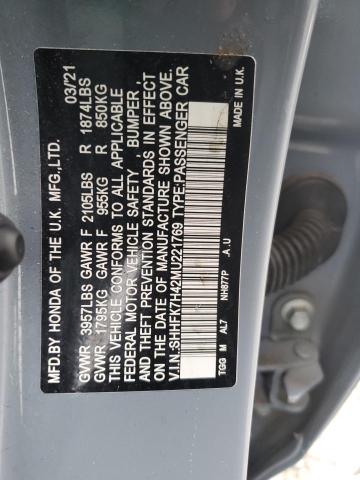 MFD.BY HONDA OF THE U.K. MFG.,LTD. 03/'21
GVWR 3957LBS GAWR F 2105LBS R 1874LBS
GVWR 1795KG GAWR F 955KG R 850KG
THIS VEHICLE CONFORMS TO ALL APPLICABLE
FEDERAL MOTOR VEHICLE SAFETY, BUMPER,
AND THEFT PREVENTION STANDARDS IN EFFECT
ON THE DATE OF MANUFACTURE SHOWN ABOVE.
V.I.N.:SHHFK7H42MU221769 TYPE:PASSENGER CAR
TGG M AL7 NH877P .A.U MADE IN U.K.